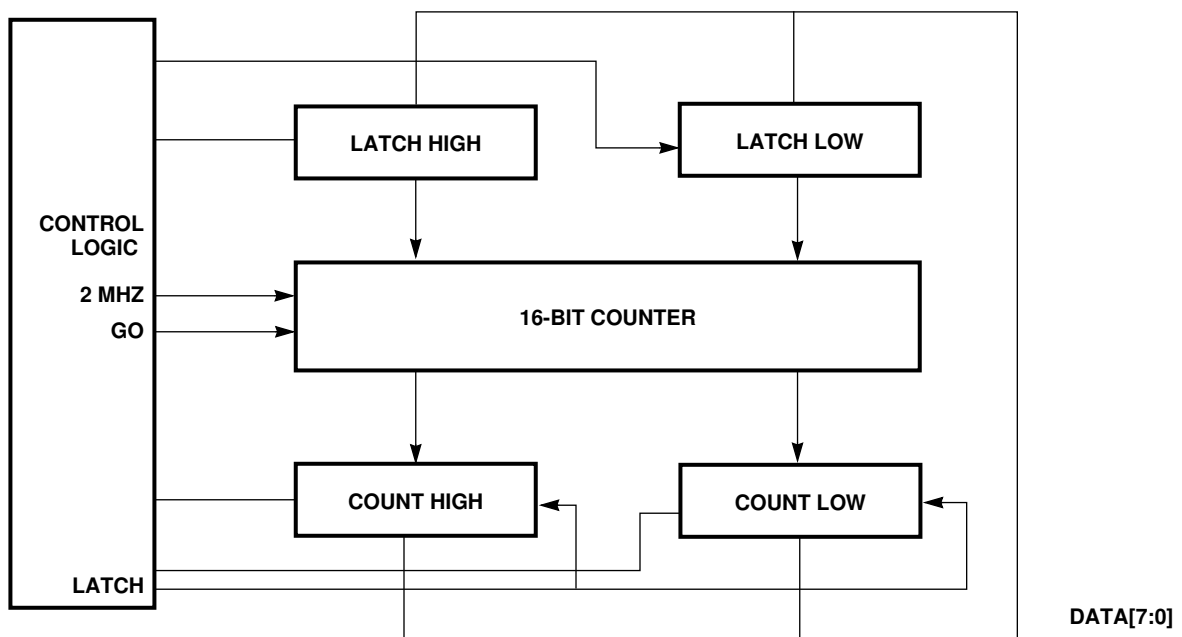 LATCH HIGH
LATCH LOW
CONTROL
LOGIC
2 MHZ
GO
16-BIT COUNTER
COUNT HIGH
COUNT LOW
LATCH
DATA[7:0]